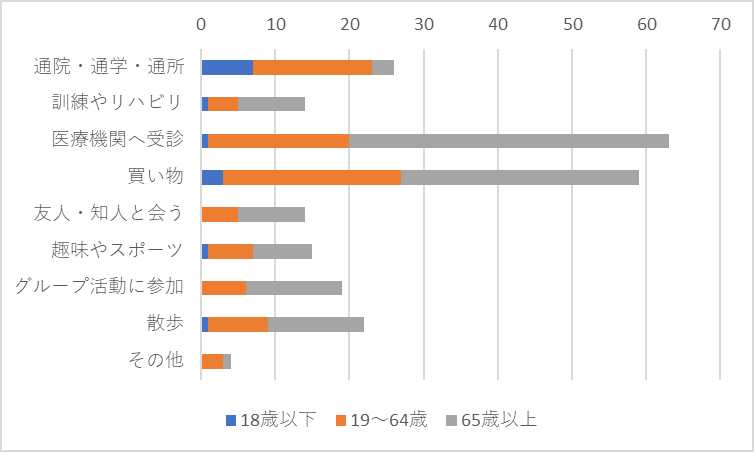 0 10 20 30 40 50 60 70
通院・通学・通所
訓練やリハビリ
医療機関へ受診
買い物
友人・知人と会う
趣味やスポーツ
グループ活動に参加
散歩
その他
18歳以下 19～64歳 65歳以上